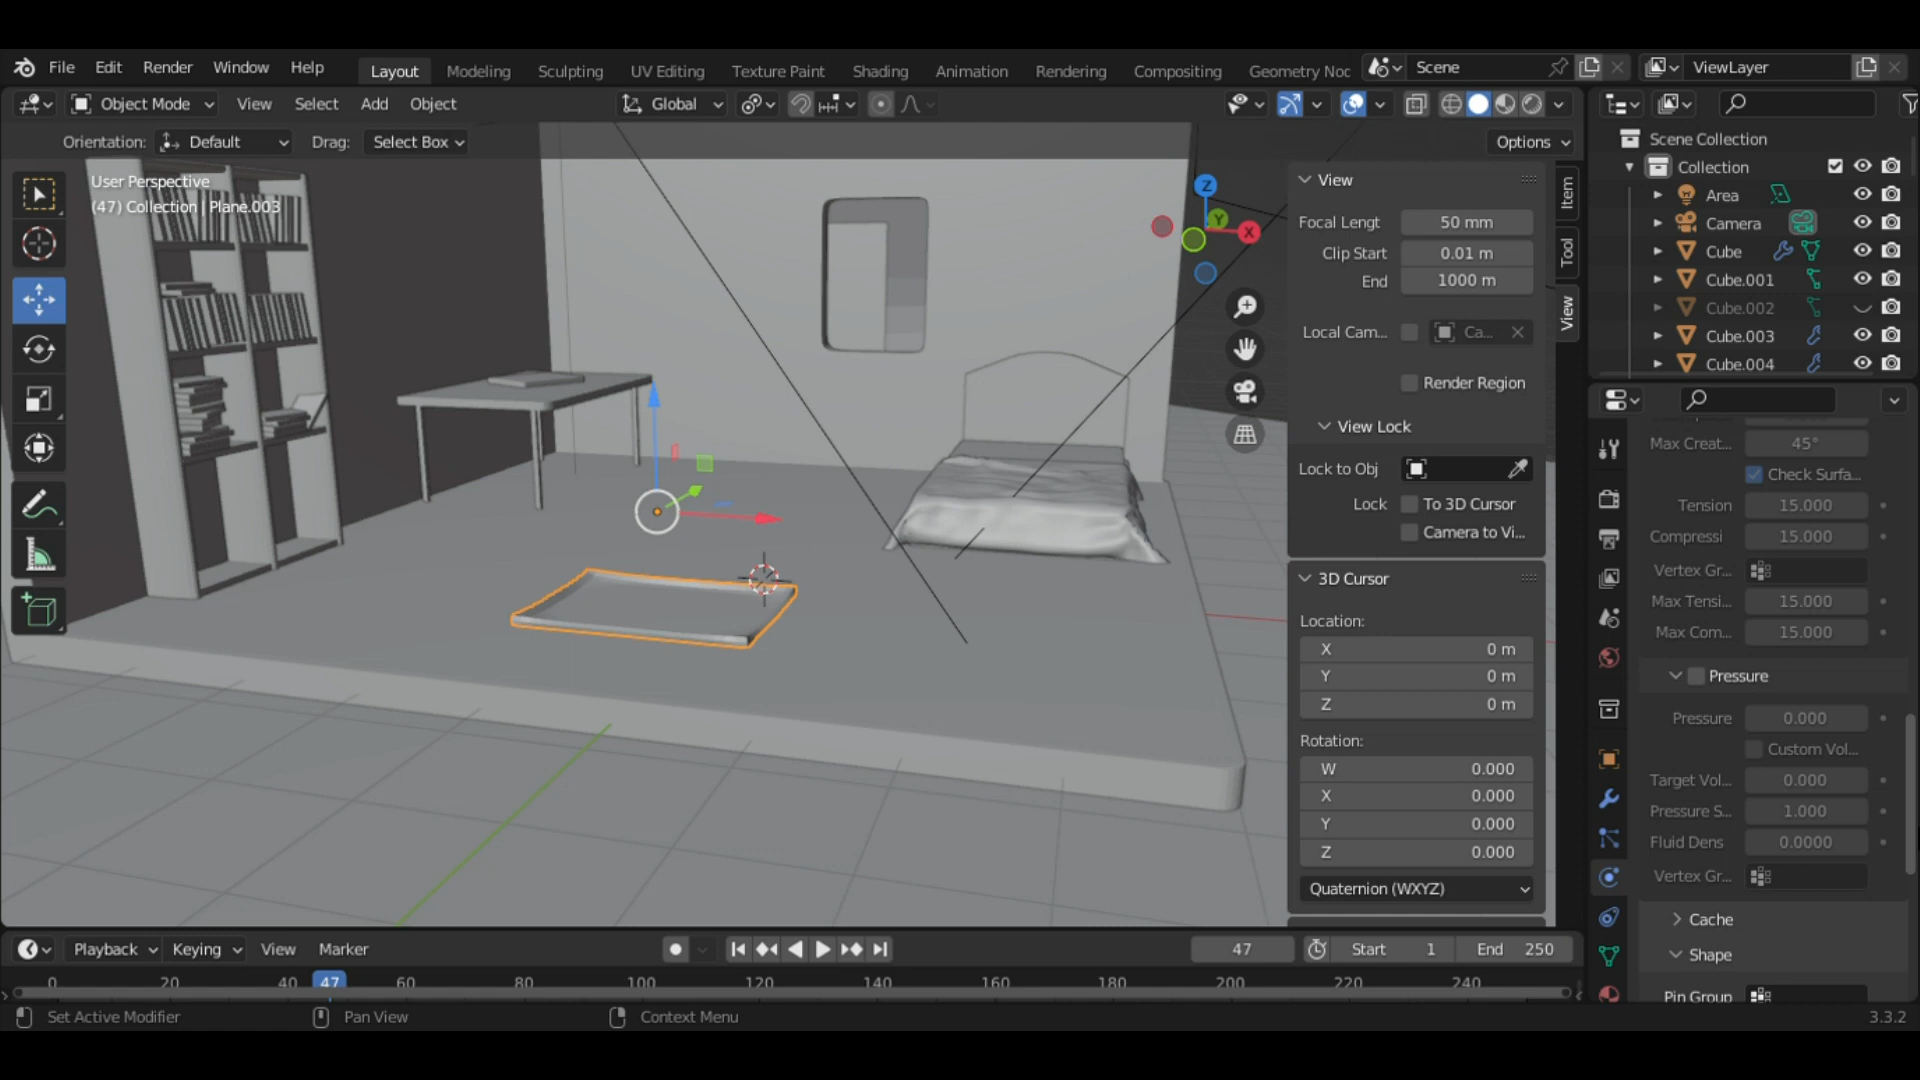 File Edit Render Window Help Layout Modeling Sculpting UV Editing Texture Paint Shading Animation Rendering Compositing Geometry Noc Scene ViewLayer
Object Mode View Select Add Object Global
Orientation: Default Drag: Select Box Options
User Perspective
(47) Collection | Plane.003
Z
Y
X
View
Focal Lengt 50 mm
Clip Start 0.01 m
End 1000 m
Local Cam... Ca...
Render Region
View Lock
Lock to Obj
Lock To 3D Cursor
Camera to Vi...
3D Cursor
Location:
X 0 m
Y 0 m
Z 0 m
Rotation:
W 0.000
X 0.000
Y 0.000
Z 0.000
Quaternion (WXYZ)
Item
Tool
View
Scene Collection
Collection
Area
Camera
Cube
Cube.001
Cube.002
Cube.003
Cube.004
Max Creat... 45°
Check Surfa...
Tension 15.000
Compressi 15.000
Vertex Gr...
Max Tensi... 15.000
Max Com... 15.000
Pressure
Pressure 0.000
Custom Vol...
Target Vol... 0.000
Pressure S... 1.000
Fluid Dens 0.0000
Vertex Gr...
Cache
Shape
Pin Group
Playback Keying View Marker 47 Start 1 End 250
0 20 40 47 60 80 100 120 140 160 180 200 220 240
Set Active Modifier Pan View Context Menu 3.3.2